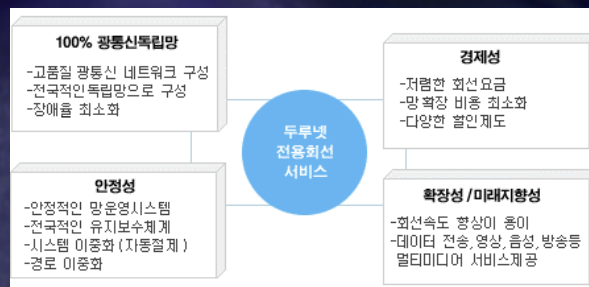 100% 광통신독립망
-고품질 광통신 네트워크 구성
-전국적인독립망으로 구성
-장애율 최소화
경제성
-저렴한 회선요금
-망확장 비용 최소화
-다양한 할인제도
두루넷
전용회선
서비스
안정성
-안정적인 망운영시스템
-전국적인 유지보수체계
-시스템 이중화(자동절체)
-경로 이중화
확장성/미래지향성
-회선속도 향상이 용이
-데이터 전송,영상,음성,방송등
멀티미디어 서비스제공